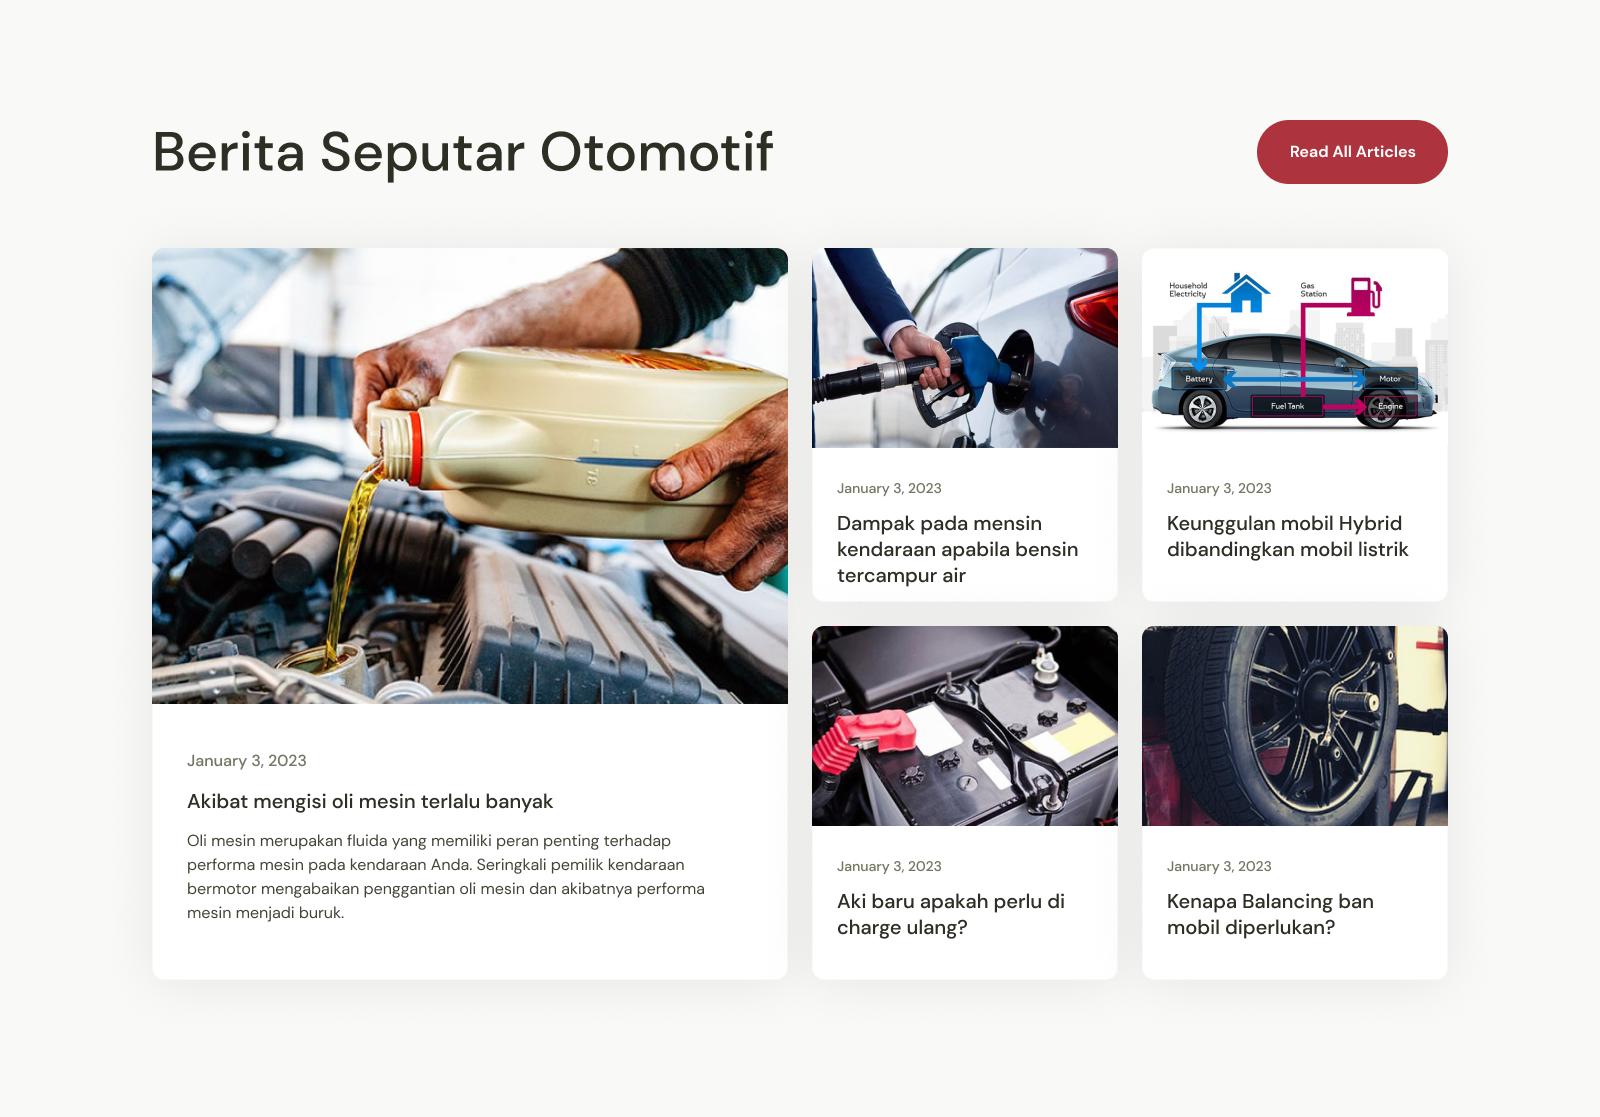 Berita Seputar Otomotif
Read All Articles
January 3, 2023
Akibat mengisi oli mesin terlalu banyak
Oli mesin merupakan fluida yang memiliki peran penting terhadap
performa mesin pada kendaraan Anda. Seringkali pemilik kendaraan
bermotor mengabaikan penggantian oli mesin dan akibatnya performa
mesin menjadi buruk.
January 3, 2023
Dampak pada mensin
kendaraan apabila bensin
tercampur air
Household
Electricity
Gas
Station
Battery
Motor
Fuel Tank
Engine
January 3, 2023
Keunggulan mobil Hybrid
dibandingkan mobil listrik
January 3, 2023
Aki baru apakah perlu di
charge ulang?
January 3, 2023
Kenapa Balancing ban
mobil diperlukan?